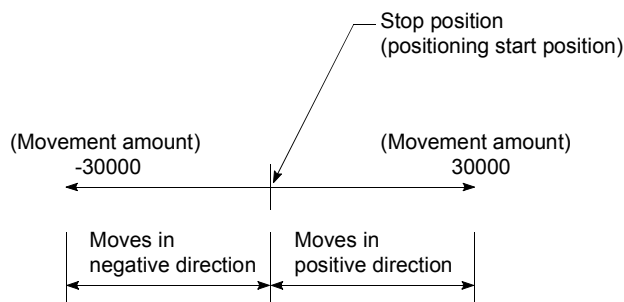 Stop position
(positioning start position)
(Movement amount)
-30000
(Movement amount)
30000
Moves in
negative direction
Moves in
positive direction